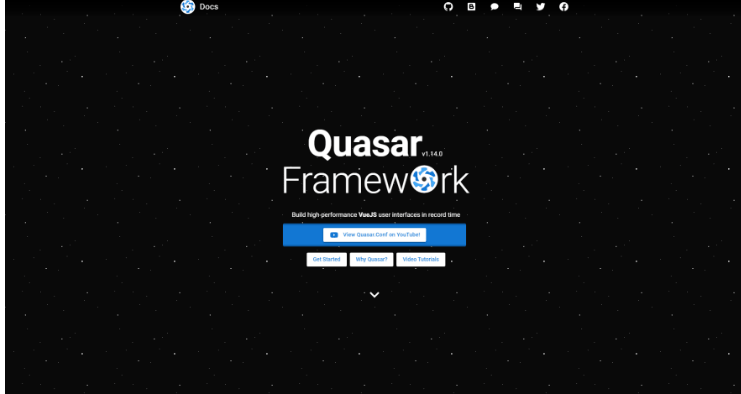 Docs
Quasar v1.14.0
Framework
Build high-performance VueJS user interfaces in record time
View Quasar.Conf on YouTube!
Get Started Why Quasar? Video Tutorials